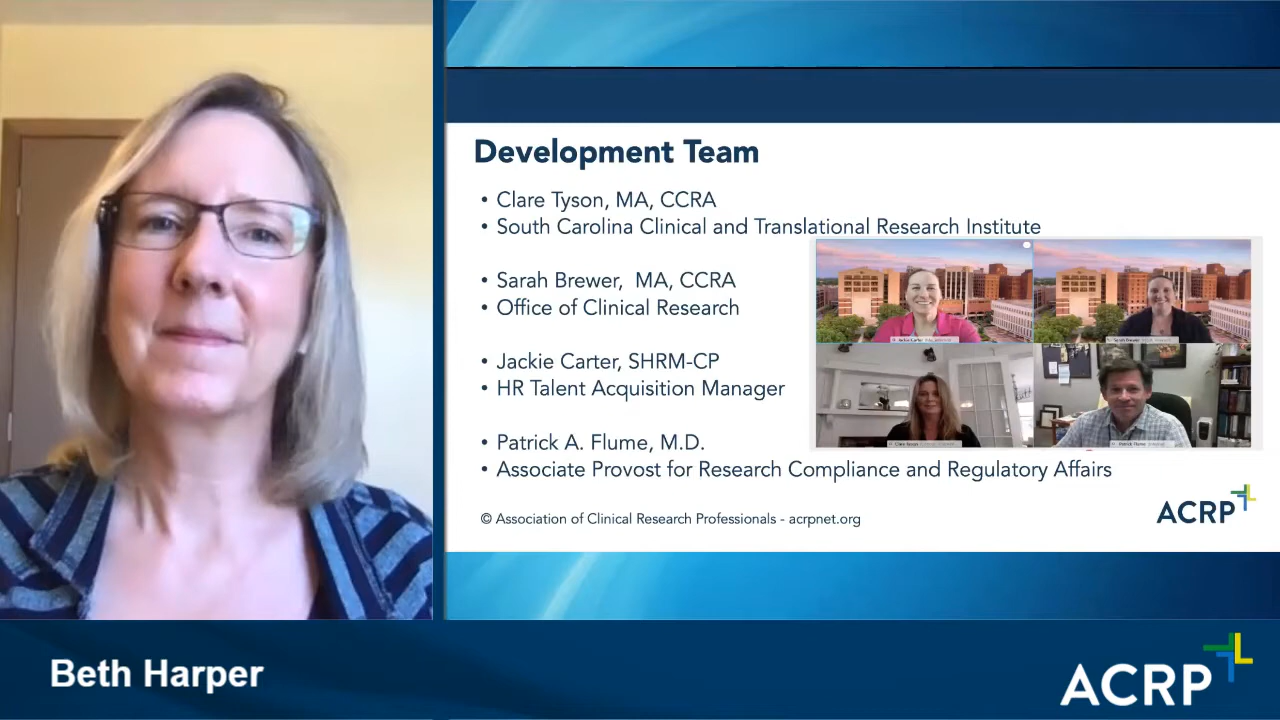 Development Team
• Clare Tyson, MA, CCRA
• South Carolina Clinical and Translational Research Institute
• Sarah Brewer, MA, CCRA
• Office of Clinical Research
• Jackie Carter, SHRM-CP
• HR Talent Acquisition Manager
• Patrick A. Flume, M.D.
• Associate Provost for Research Compliance and Regulatory Affairs
© Association of Clinical Research Professionals - acrpnet.org
ACRP
Beth Harper
ACRP